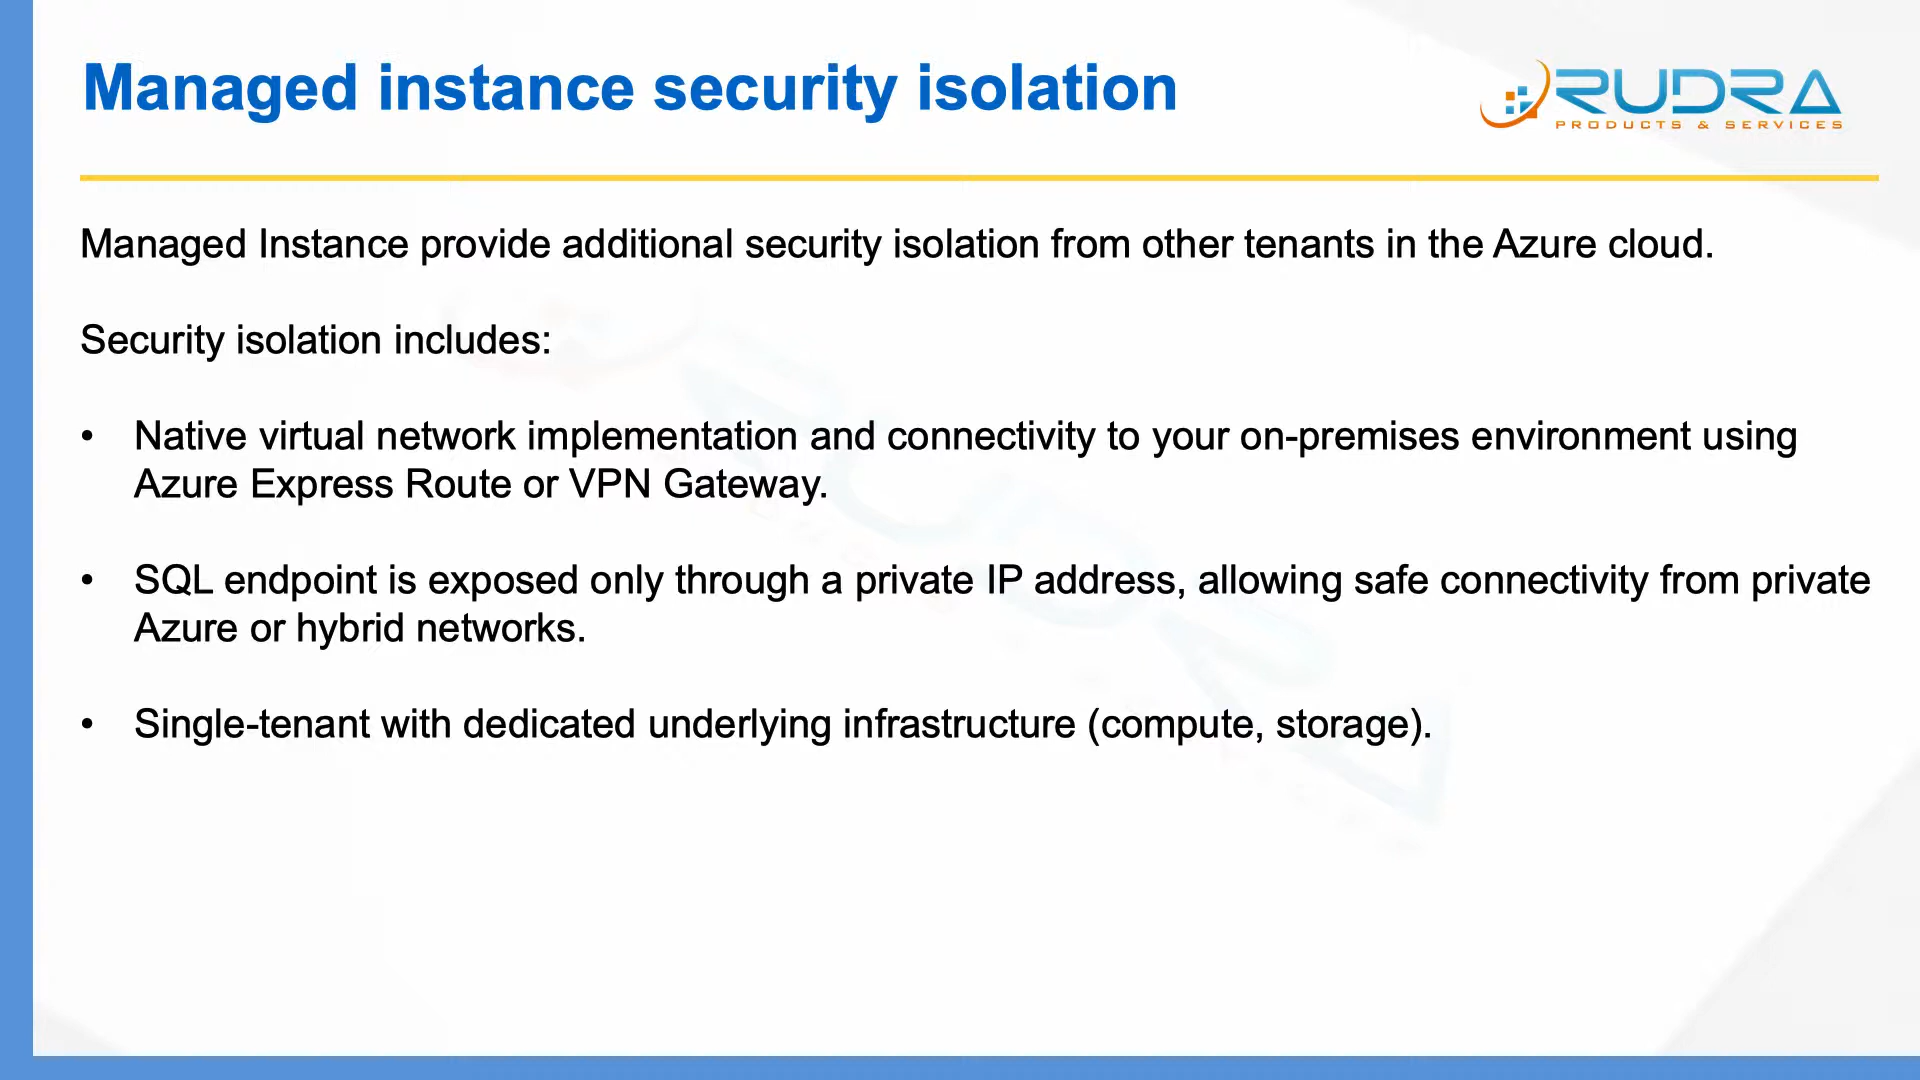 Managed instance security isolation
RUDRA
PRODUCTS & SERVICES
Managed Instance provide additional security isolation from other tenants in the Azure cloud.
Security isolation includes:
• Native virtual network implementation and connectivity to your on-premises environment using
Azure Express Route or VPN Gateway.
• SQL endpoint is exposed only through a private IP address, allowing safe connectivity from private
Azure or hybrid networks.
• Single-tenant with dedicated underlying infrastructure (compute, storage).
RUDRA